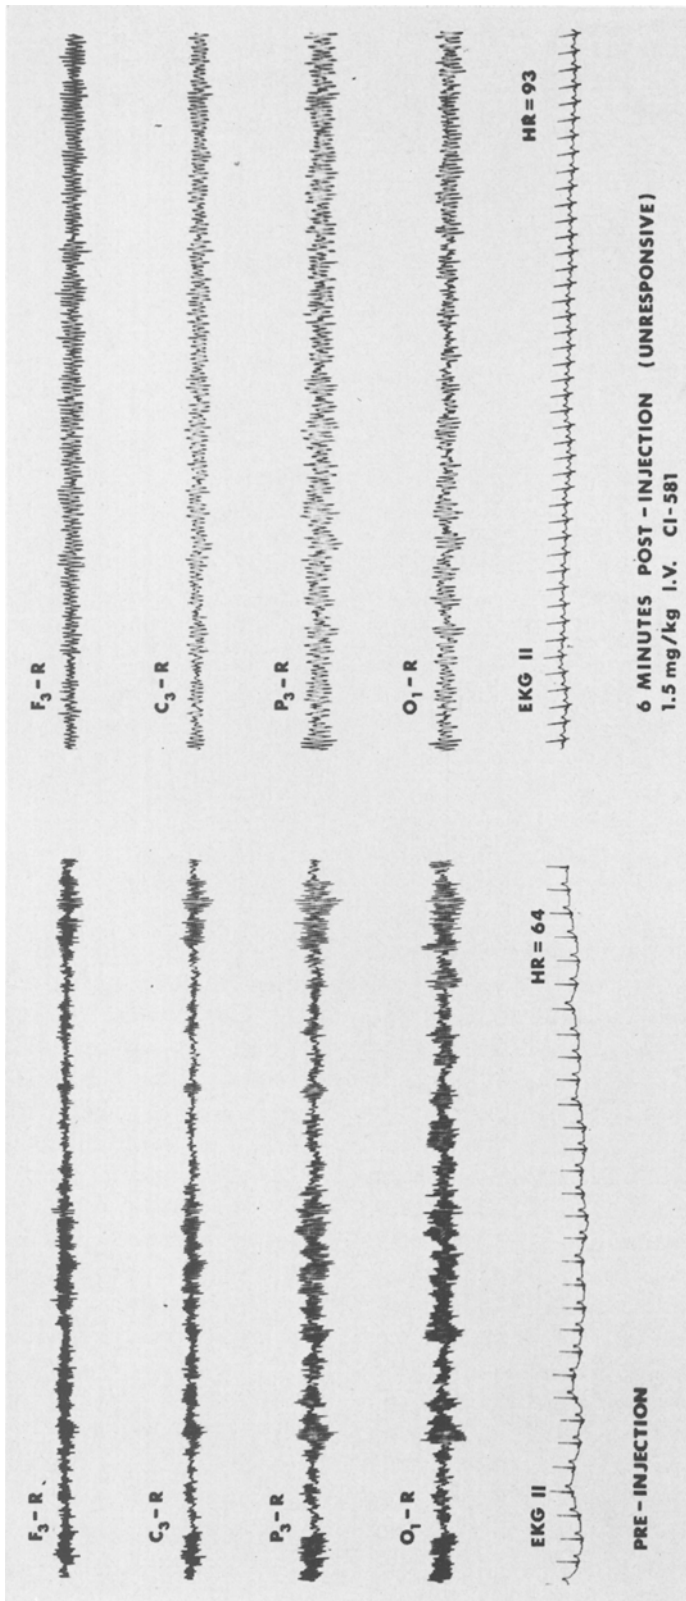 F₃-R
C₃-R
P₃-R
O₁-R
EKG II
HR = 64
PRE-INJECTION
F₃-R
C₃-R
P₃-R
O₁-R
EKG II
HR = 93
6 MINUTES POST-INJECTION (UNRESPONSIVE)
1.5 mg/kg I.V. CI-581